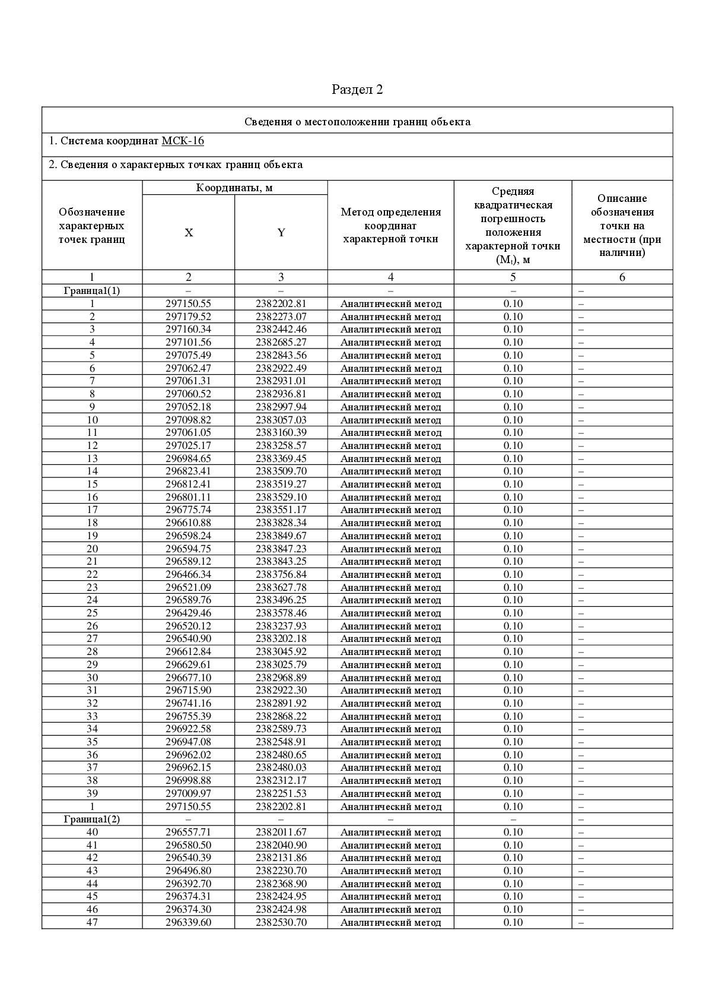 Раздел 2
Сведения о местоположении границ объекта
1. Система координат МСК-16
2. Сведения о характерных точках границ объекта
Обозначение характерных точек границ | Координаты, м | Метод определения координат характерной точки | Средняя квадратическая погрешность положения характерной точки (Mt), м | Описание обозначения точки на местности (при наличии)
X | Y
1 2 3 4 5 6
Граница1(1) – – – – –
1 297150.55 2382202.81 Аналитический метод 0.10 –
2 297179.52 2382273.07 Аналитический метод 0.10 –
3 297160.34 2382442.46 Аналитический метод 0.10 –
4 297101.56 2382685.27 Аналитический метод 0.10 –
5 297075.49 2382843.56 Аналитический метод 0.10 –
6 297062.47 2382922.49 Аналитический метод 0.10 –
7 297061.31 2382931.01 Аналитический метод 0.10 –
8 297060.52 2382936.81 Аналитический метод 0.10 –
9 297052.18 2382997.94 Аналитический метод 0.10 –
10 297098.82 2383057.03 Аналитический метод 0.10 –
11 297061.05 2383160.39 Аналитический метод 0.10 –
12 297025.17 2383258.57 Аналитический метод 0.10 –
13 296984.65 2383369.45 Аналитический метод 0.10 –
14 296823.41 2383509.70 Аналитический метод 0.10 –
15 296812.41 2383519.27 Аналитический метод 0.10 –
16 296801.11 2383529.10 Аналитический метод 0.10 –
17 296775.74 2383551.17 Аналитический метод 0.10 –
18 296610.88 2383828.34 Аналитический метод 0.10 –
19 296598.24 2383849.67 Аналитический метод 0.10 –
20 296594.75 2383847.23 Аналитический метод 0.10 –
21 296589.12 2383843.25 Аналитический метод 0.10 –
22 296466.34 2383756.84 Аналитический метод 0.10 –
23 296521.09 2383627.78 Аналитический метод 0.10 –
24 296589.76 2383496.25 Аналитический метод 0.10 –
25 296429.46 2383578.46 Аналитический метод 0.10 –
26 296520.12 2383237.93 Аналитический метод 0.10 –
27 296540.90 2383202.18 Аналитический метод 0.10 –
28 296612.84 2383045.92 Аналитический метод 0.10 –
29 296629.61 2383025.79 Аналитический метод 0.10 –
30 296677.10 2382968.89 Аналитический метод 0.10 –
31 296715.90 2382922.30 Аналитический метод 0.10 –
32 296741.16 2382891.92 Аналитический метод 0.10 –
33 296755.39 2382868.22 Аналитический метод 0.10 –
34 296922.58 2382589.73 Аналитический метод 0.10 –
35 296947.08 2382548.91 Аналитический метод 0.10 –
36 296962.02 2382480.65 Аналитический метод 0.10 –
37 296962.15 2382480.03 Аналитический метод 0.10 –
38 296998.88 2382312.17 Аналитический метод 0.10 –
39 297009.97 2382251.53 Аналитический метод 0.10 –
1 297150.55 2382202.81 Аналитический метод 0.10 –
Граница1(2) – – – – –
40 296557.71 2382011.67 Аналитический метод 0.10 –
41 296580.50 2382040.90 Аналитический метод 0.10 –
42 296540.39 2382131.86 Аналитический метод 0.10 –
43 296496.80 2382230.70 Аналитический метод 0.10 –
44 296392.70 2382368.90 Аналитический метод 0.10 –
45 296374.31 2382424.95 Аналитический метод 0.10 –
46 296374.30 2382424.98 Аналитический метод 0.10 –
47 296339.60 2382530.70 Аналитический метод 0.10 –